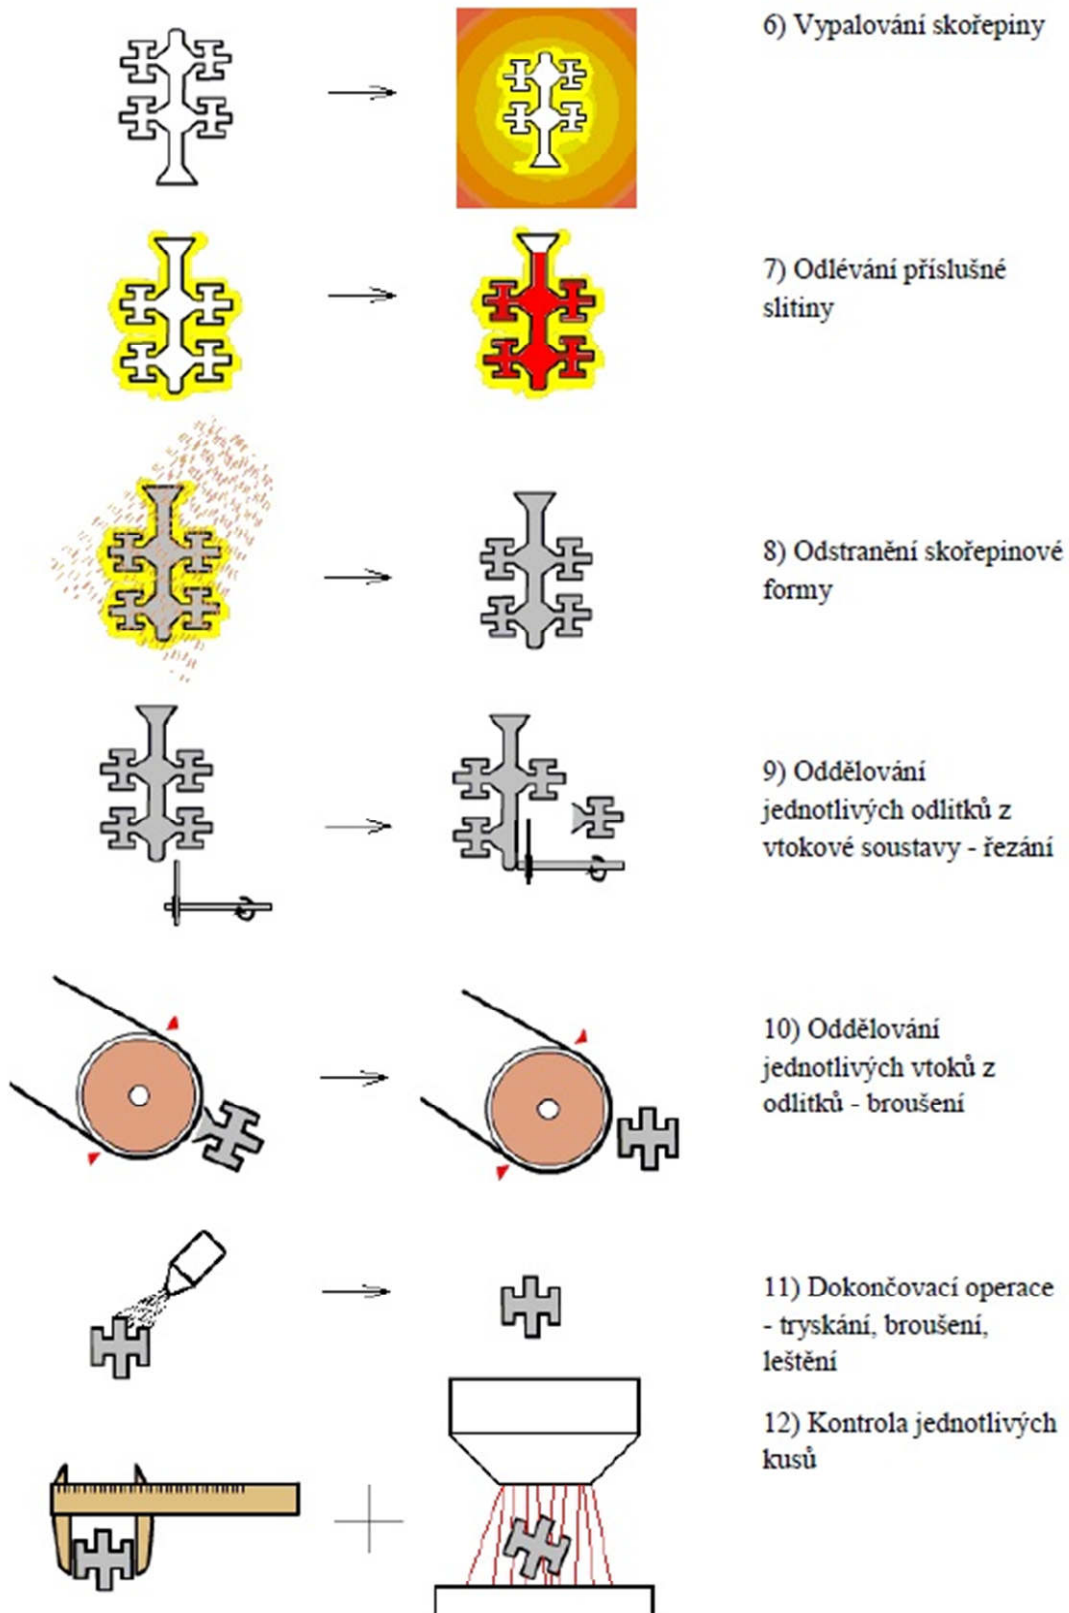 6) Vypalování skořepiny
7) Odlévání příslušné
slitiny
8) Odstranění skořepinové
formy
9) Oddělování
jednotlivých odlitků z
vtokové soustavy - řezání
10) Oddělování
jednotlivých vtoků z
odlitků - broušení
11) Dokončovací operace
- tryskání, broušení,
leštění
12) Kontrola jednotlivých
kusů